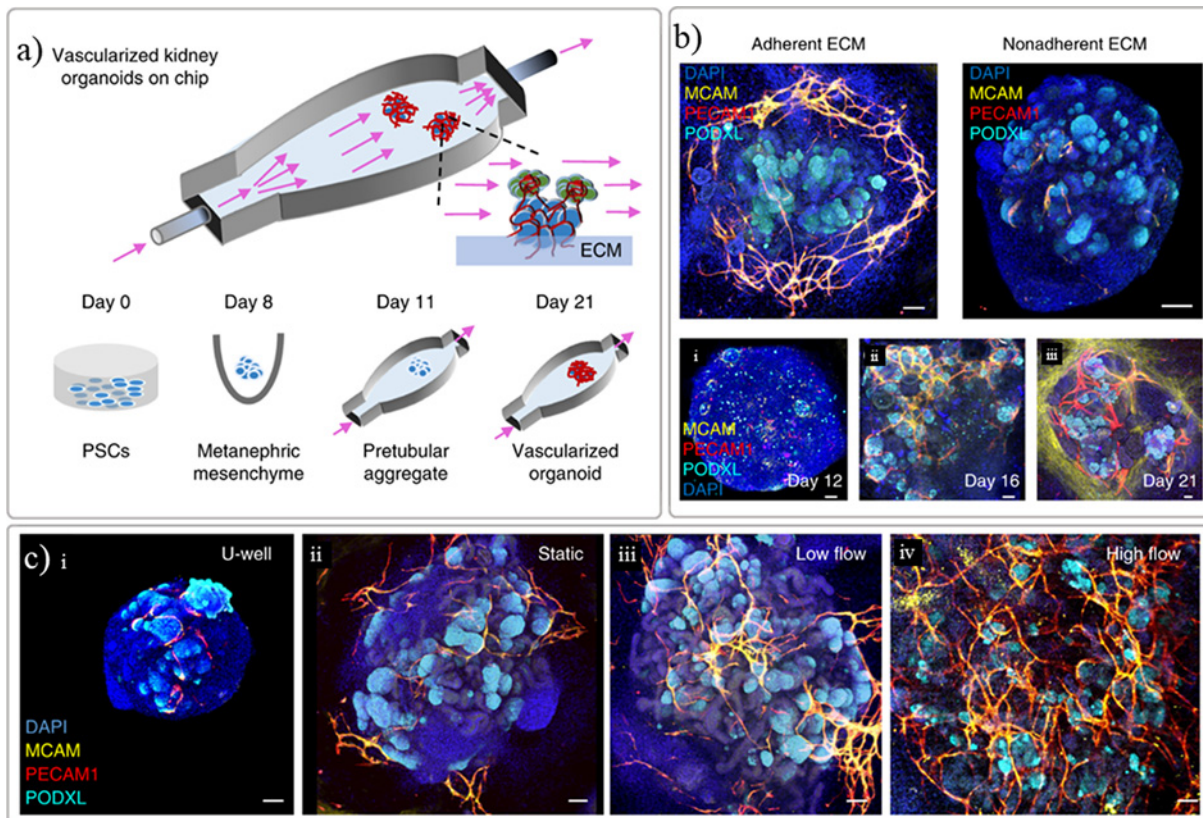 a)
Vascularized kidney
organoids on chip
ECM
Day 0
Day 8
Day 11
Day 21
PSCs
Metanephric
mesenchyme
Pretubular
aggregate
Vascularized
organoid
b)
Adherent ECM
Nonadherent ECM
DAPI
MCAM
PECAM1
PODXL
DAPI
MCAM
PECAM1
PODXL
i
MCAM
PECAM1
PODXL
DAPI
Day 12
ii
Day 16
iii
Day 21
c)
i
U-well
DAPI
MCAM
PECAM1
PODXL
ii
Static
iii
Low flow
iv
High flow